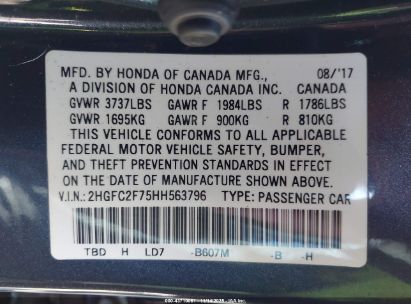 MFD. BY HONDA OF CANADA MFG., 08/'17
A DIVISION OF HONDA CANADA INC. CANADA
GVWR 3737LBS GAWR F 1984LBS R 1786LBS
GVWR 1695KG GAWR F 900KG R 810KG
THIS VEHICLE CONFORMS TO ALL APPLICABLE
FEDERAL MOTOR VEHICLE SAFETY, BUMPER,
AND THEFT PREVENTION STANDARDS IN EFFECT
ON THE DATE OF MANUFACTURE SHOWN ABOVE.
V.I.N.: 2HGFC2F75HH563796 TYPE: PASSENGER CAR
TBD H LD7 -B607M -B -H